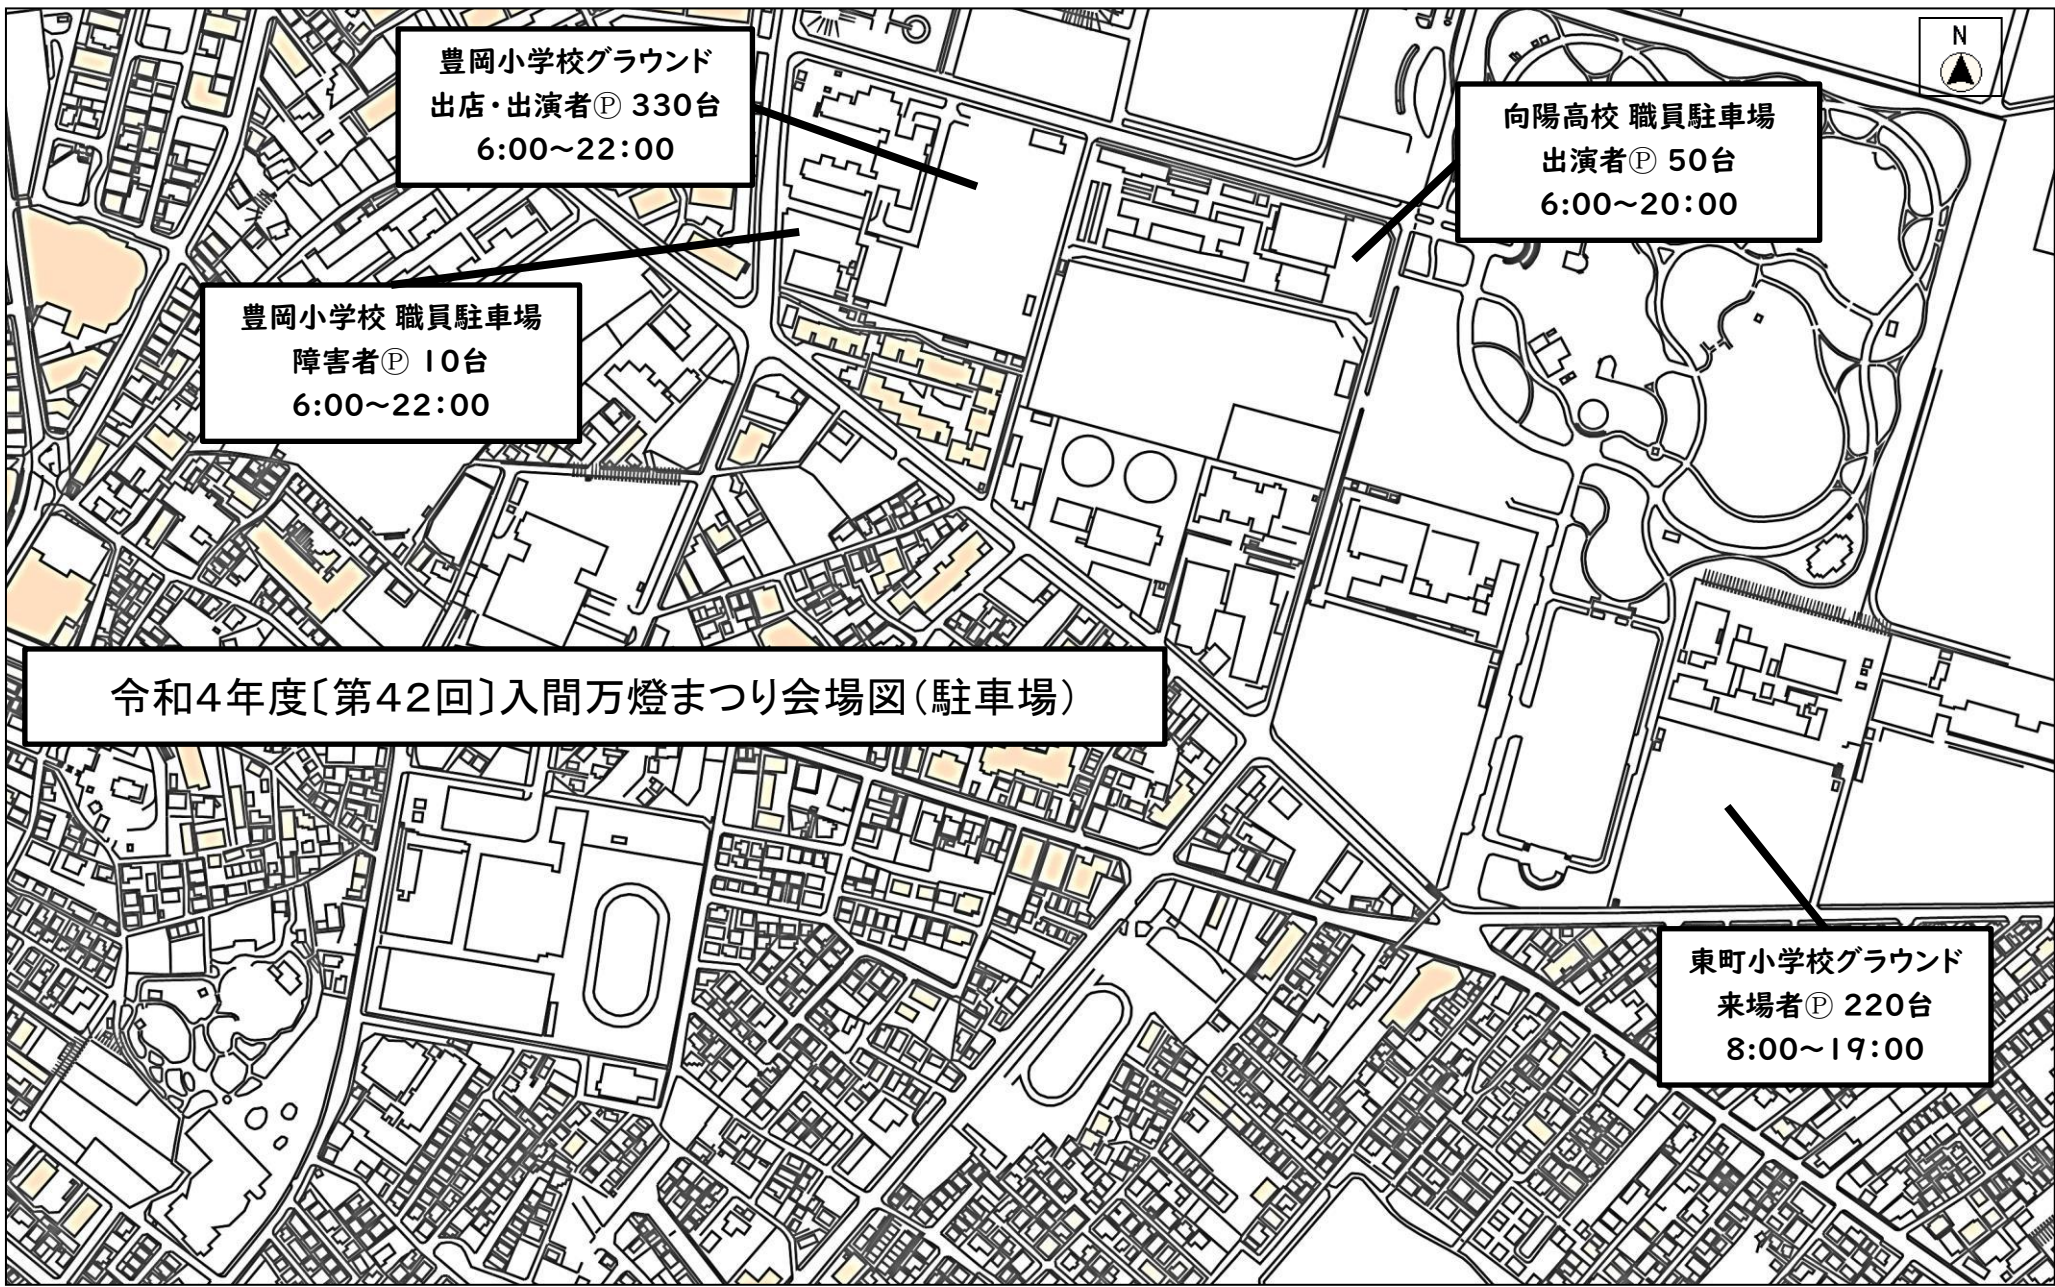 N
豊岡小学校グラウンド
出店・出演者Ⓟ 330台
6:00～22:00
向陽高校 職員駐車場
出演者Ⓟ 50台
6:00～20:00
豊岡小学校 職員駐車場
障害者Ⓟ 10台
6:00～22:00
令和4年度〔第42回〕入間万燈まつり会場図（駐車場）
東町小学校グラウンド
来場者Ⓟ 220台
8:00～19:00